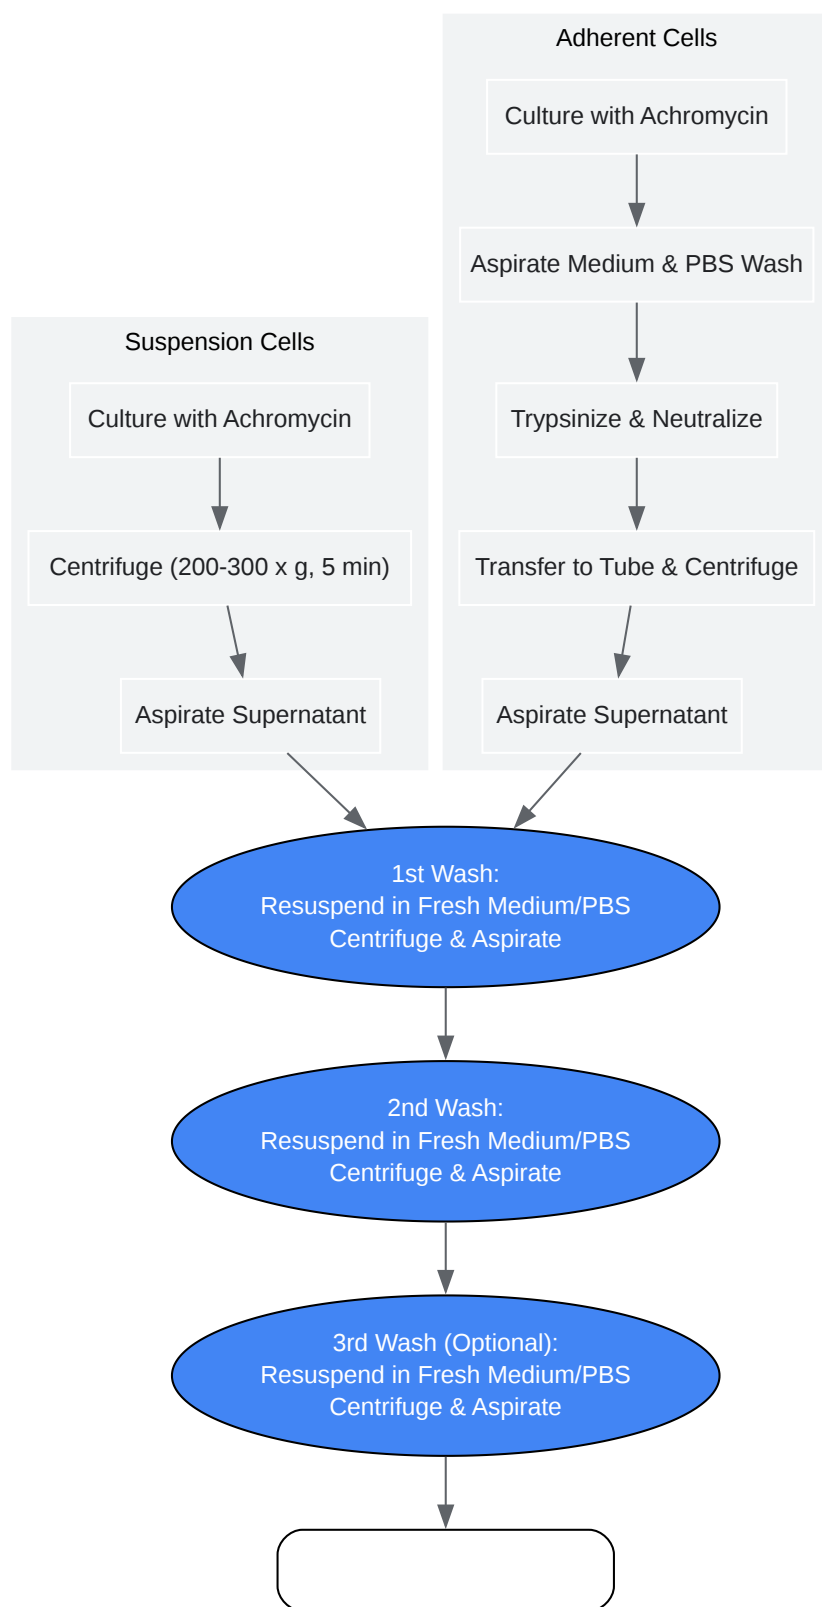 Adherent Cells
Culture with Achromycin
Aspirate Medium & PBS Wash
Trypsinize & Neutralize
Transfer to Tube & Centrifuge
Aspirate Supernatant
Suspension Cells
Culture with Achromycin
Centrifuge (200-300 x g, 5 min)
Aspirate Supernatant
1st Wash:
Resuspend in Fresh Medium/PBS
Centrifuge & Aspirate
2nd Wash:
Resuspend in Fresh Medium/PBS
Centrifuge & Aspirate
3rd Wash (Optional):
Resuspend in Fresh Medium/PBS
Centrifuge & Aspirate